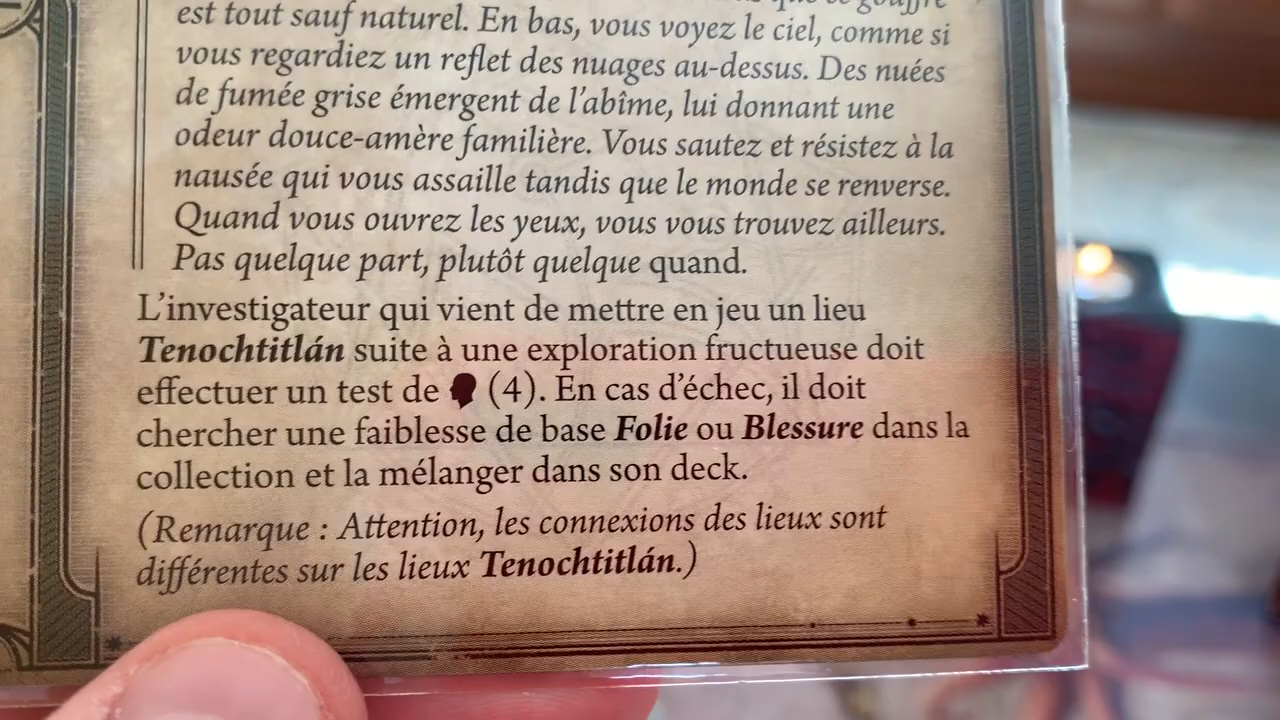 est tout sauf naturel. En bas, vous voyez le ciel, comme si
vous regardiez un reflet des nuages au-dessus. Des nuées
de fumée grise émergent de l'abîme, lui donnant une
odeur douce-amère familière. Vous sautez et résistez à la
nausée qui vous assaille tandis que le monde se renverse.
Quand vous ouvrez les yeux, vous vous trouvez ailleurs.
Pas quelque part, plutôt quelque quand.
L'investigateur qui vient de mettre en jeu un lieu
Tenochtitlán suite à une exploration fructueuse doit
effectuer un test de (4). En cas d'échec, il doit
chercher une faiblesse de base Folie ou Blessure dans la
collection et la mélanger dans son deck.
(Remarque : Attention, les connexions des lieux sont
différentes sur les lieux Tenochtitlán.)